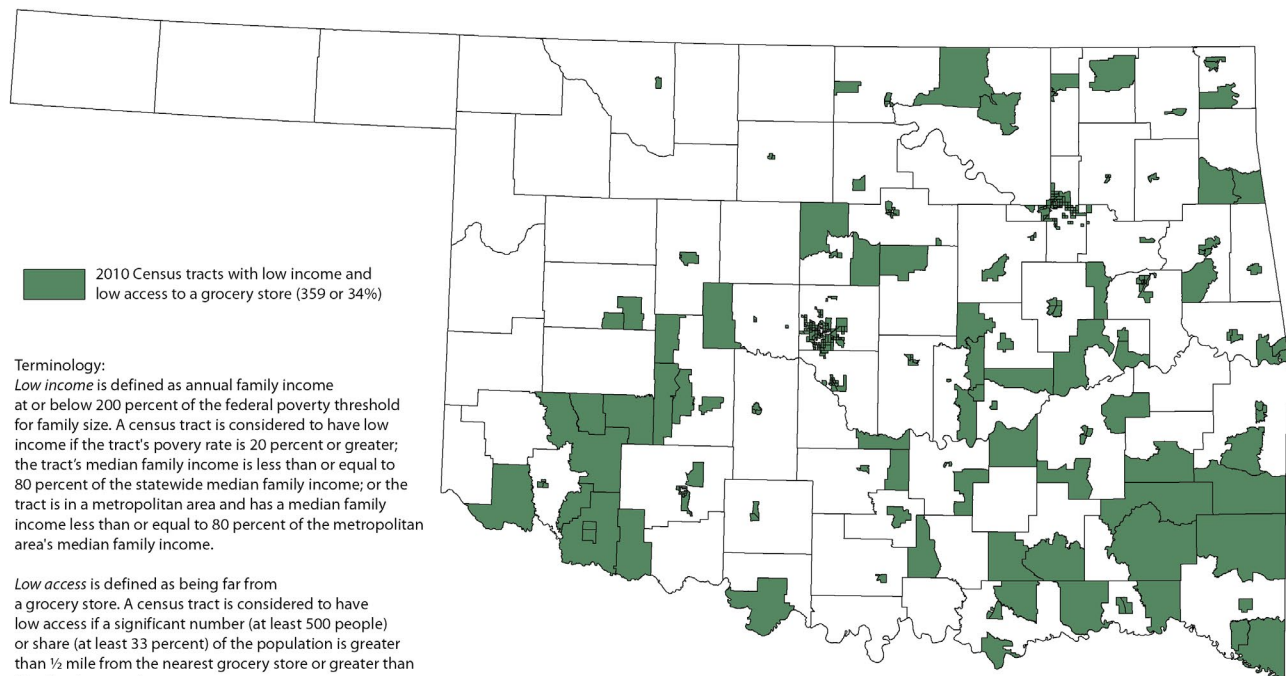 2010 Census tracts with low income and
low access to a grocery store (359 or 34%)
Terminology:
Low income is defined as annual family income
at or below 200 percent of the federal poverty threshold
for family size. A census tract is considered to have low
income if the tract's povery rate is 20 percent or greater;
the tract's median family income is less than or equal to
80 percent of the statewide median family income; or the
tract is in a metropolitan area and has a median family
income less than or equal to 80 percent of the metropolitan
area's median family income.
Low access is defined as being far from
a grocery store. A census tract is considered to have
low access if a significant number (at least 500 people)
or share (at least 33 percent) of the population is greater
than ½ mile from the nearest grocery store or greater than